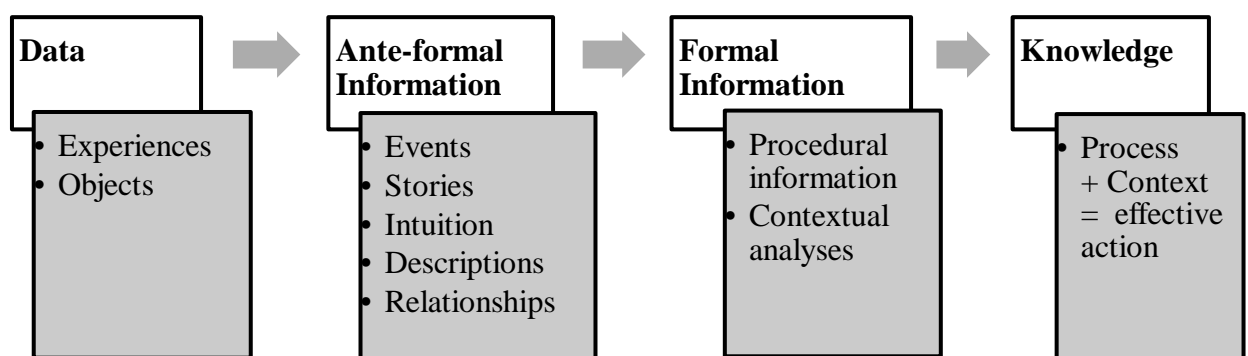 Data
• Experiences
• Objects
Ante-formal
Information
• Events
• Stories
• Intuition
• Descriptions
• Relationships
Formal
Information
• Procedural
information
• Contextual
analyses
Knowledge
• Process
+ Context
= effective
action